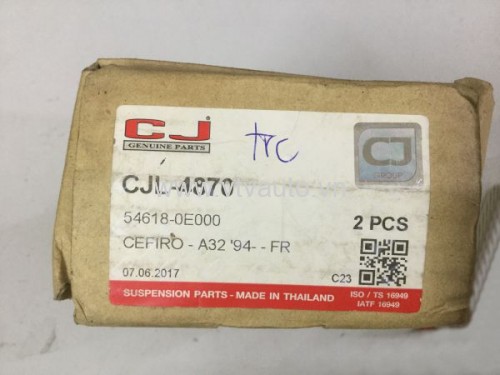 CJ
GENUINE PARTS
trc
CJ
GROUP
CJL-4870
54618-0E000
2 PCS
CEFIRO - A32 '94- - FR
07.06.2017
C23
SUSPENSION PARTS - MADE IN THAILAND
ISO / TS 16949
IATF 16949